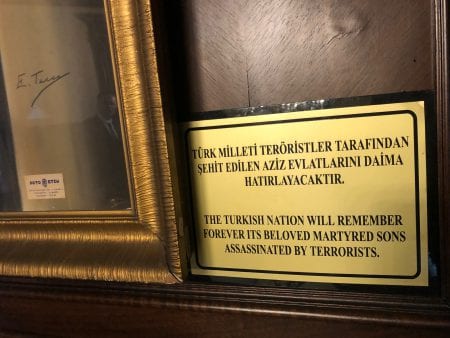 TÜRK MİLLETİ TERÖRİSTLER TARAFINDAN
ŞEHİT EDİLEN AZİZ EVLATLARINI DAİMA
HATIRLAYACAKTIR.
THE TURKISH NATION WILL REMEMBER
FOREVER ITS BELOVED MARTYRED SONS
ASSASSINATED BY TERRORISTS.